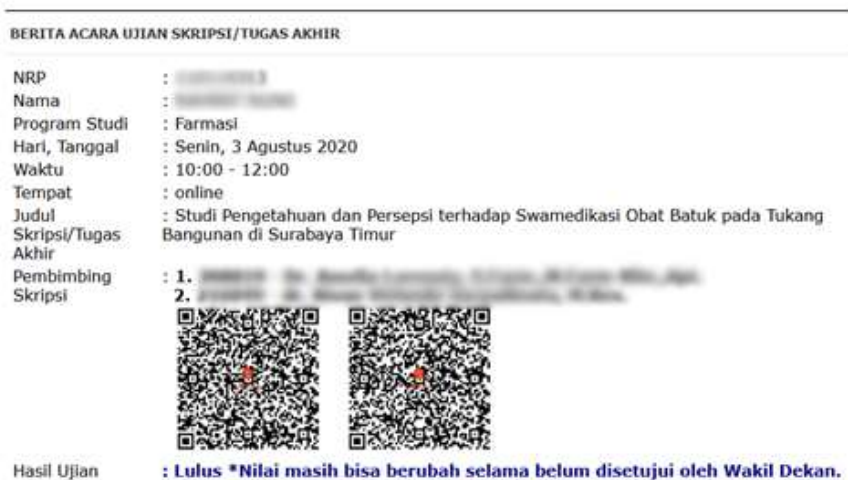 BERITA ACARA UJIAN SKRIPSI/TUGAS AKHIR
NRP :
Nama :
Program Studi : Farmasi
Hari, Tanggal : Senin, 3 Agustus 2020
Waktu : 10:00 - 12:00
Tempat : online
Judul : Studi Pengetahuan dan Persepsi terhadap Swamedikasi Obat Batuk pada Tukang
Skripsi/Tugas Bangunan di Surabaya Timur
Akhir
Pembimbing : 1.
Skripsi 2.
Hasil Ujian : Lulus *Nilai masih bisa berubah selama belum disetujui oleh Wakil Dekan.